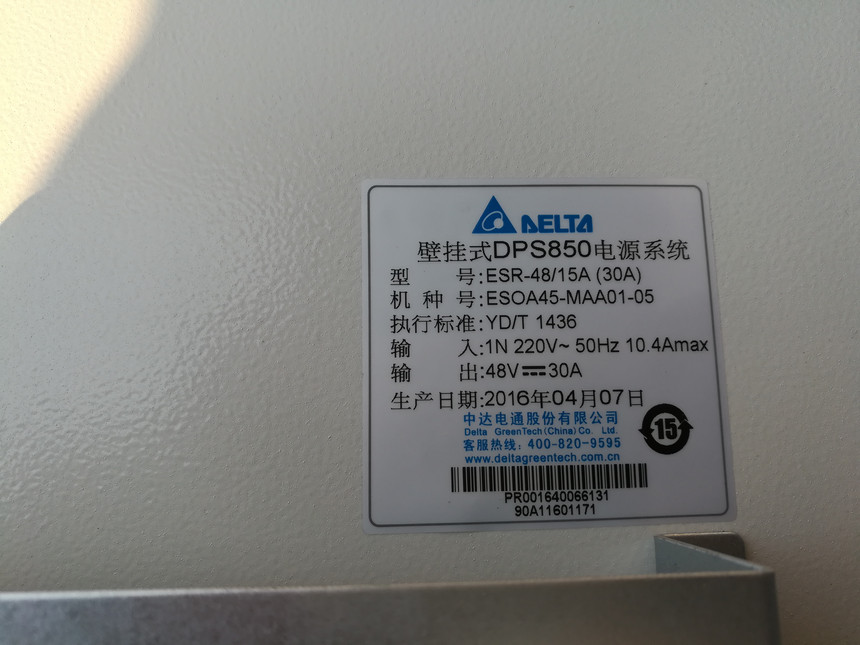 DELTA
壁挂式DPS850电源系统
型 号:ESR-48/15A (30A)
机 种 号:ESOA45-MAA01-05
执行标准:YD/T 1436
输 入:1N 220V~ 50Hz 10.4Amax
输 出:48V⎓30A
生产日期:2016年04月07日
中达电通股份有限公司
Delta GreenTech(China) Co. Ltd.
客服热线: 400-820-9595
www.deltagreentech.com.cn
15
PR001640066131
90A11601171